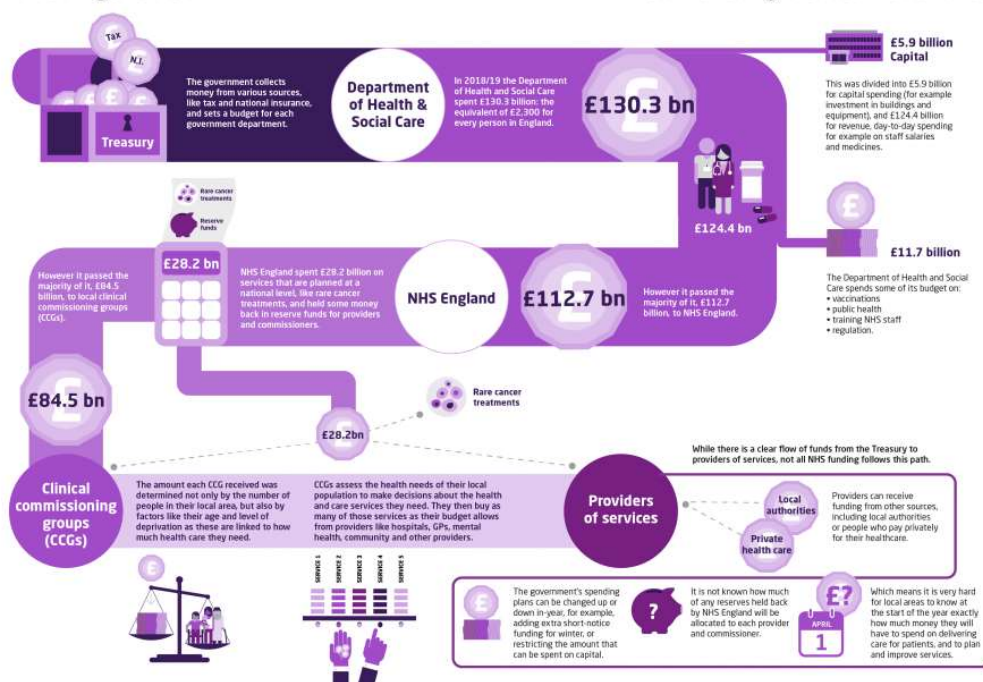 Tax
N.I.
Treasury
The government collects
money from various sources,
like tax and national insurance,
and sets a budget for each
government department.
Department
of Health &
Social Care
In 2018/19 the Department
of Health and Social Care
spent £130.3 billion: the
equivalent of £2,300 for
every person in England.
£130.3 bn
£5.9 billion
Capital
This was divided into £5.9 billion
for capital spending (for example
investment in buildings and
equipment), and £124.4 billion
for revenue, day-to-day spending
for example on staff salaries
and medicines.
£124.4 bn
£
£11.7 billion
The Department of Health and Social
Care spends some of its budget on:
• vaccinations
• public health
• training NHS staff
• regulation.
However it passed the
majority of it, £112.7
billion, to NHS England.
£112.7 bn
NHS England
NHS England spent £28.2 billion on
services that are planned at a
national level, like rare cancer
treatments, and held some money
back in reserve funds for providers
and commissioners.
Rare cancer
treatments
Reserve
funds
£28.2 bn
However it passed the
majority of it, £84.5
billion, to local clinical
commissioning groups
(CCGs).
£84.5 bn
£28.2bn
Rare cancer
treatments
Clinical
commissioning
groups
(CCGs)
The amount each CCG received was
determined not only by the number of
people in their local area, but also by
factors like their age and level of
deprivation as these are linked to how
much health care they need.
£
CCGs assess the health needs of their local
population to make decisions about the health
and care services they need. They then buy as
many of those services as their budget allows
from providers like hospitals, GPs, mental
health, community and other providers.
SERVICE 1
SERVICE 2
SERVICE 3
SERVICE 4
SERVICE 5
Providers
of services
While there is a clear flow of funds from the Treasury to
providers of services, not all NHS funding follows this path.
Local
authorities
Private
health care
Providers can receive
funding from other sources,
including local authorities
or people who pay privately
for their healthcare.
£
The government's spending
plans can be changed up or
down in-year, for example,
adding extra short-notice
funding for winter, or
restricting the amount that
can be spent on capital.
?
It is not known how much
of any reserves held back
by NHS England will be
allocated to each provider
and commissioner.
£?
APRIL
1
Which means it is very hard
for local areas to know at
the start of the year exactly
how much money they will
have to spend on delivering
care for patients, and to plan
and improve services.